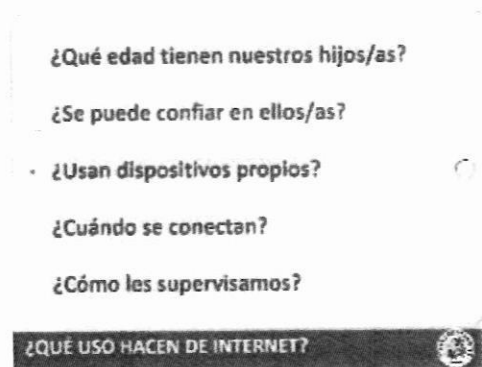 ¿Qué edad tienen nuestros hijos/as?
¿Se puede confiar en ellos/as?
¿Usan dispositivos propios?
¿Cuándo se conectan?
¿Cómo les supervisamos?
¿QUÉ USO HACEN DE INTERNET?